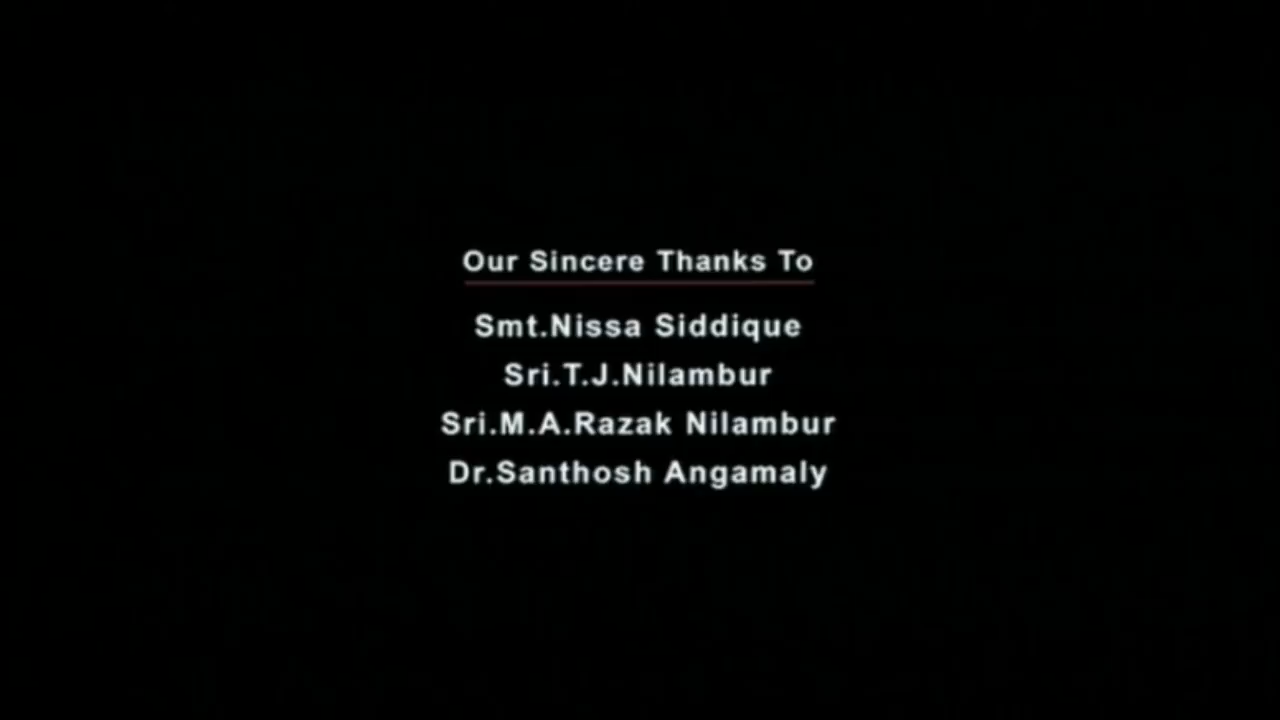 Our Sincere Thanks To
Smt.Nissa Siddique
Sri.T.J.Nilambur
Sri.M.A.Razak Nilambur
Dr.Santhosh Angamaly